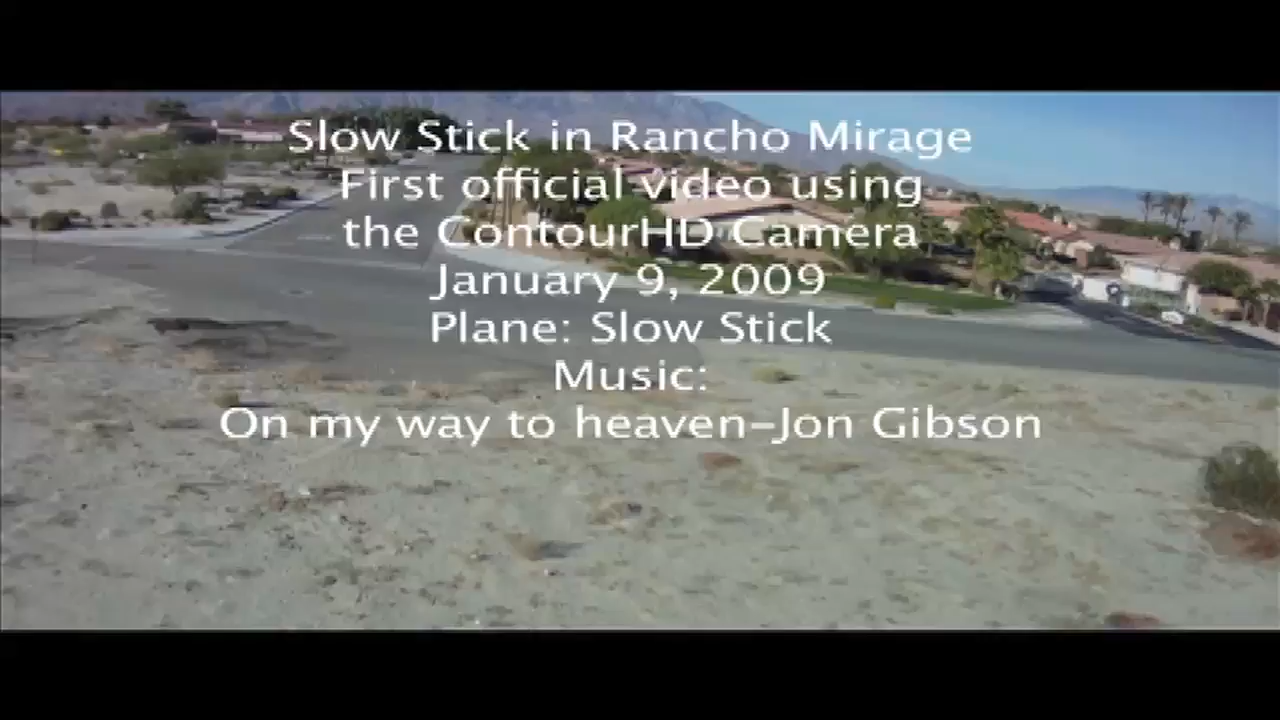 Slow Stick in Rancho Mirage
First official video using
the ContourHD Camera
January 9, 2009
Plane: Slow Stick
Music:
On my way to heaven-Jon Gibson